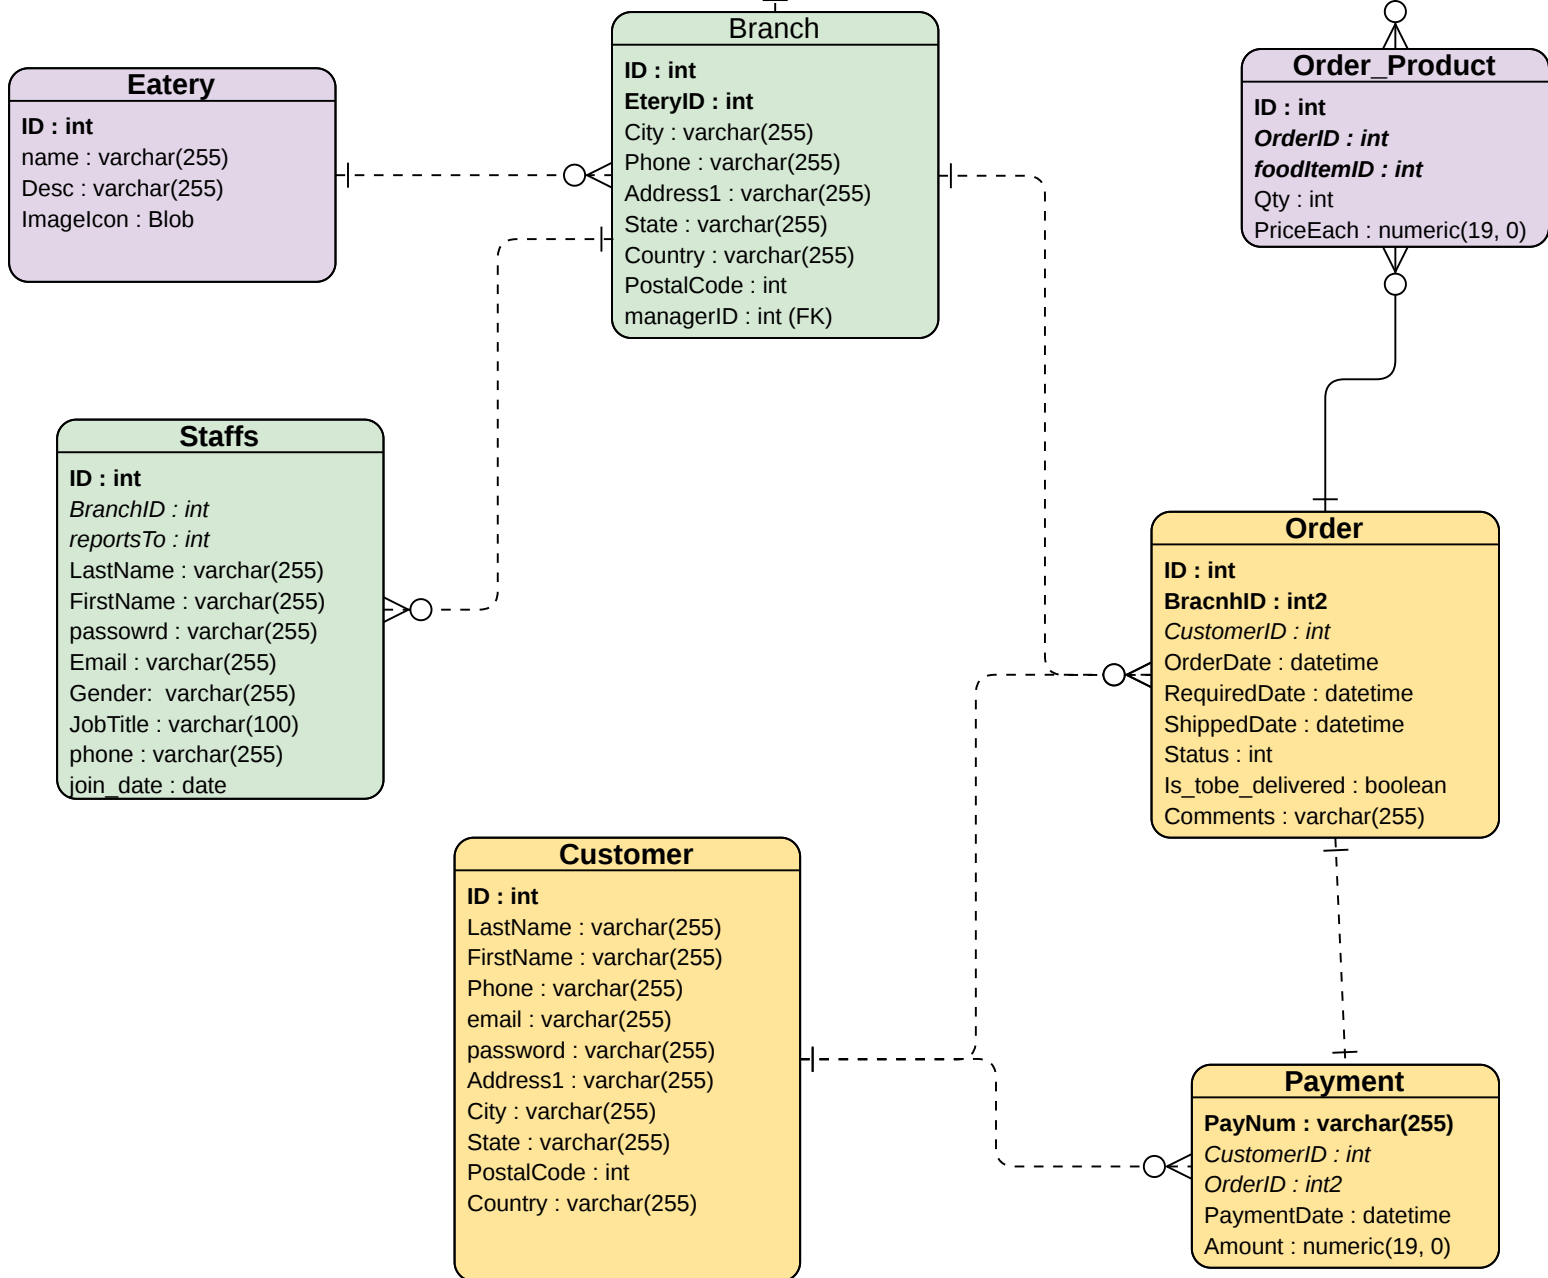 Branch
ID : int
EteryID : int
City : varchar(255)
Phone : varchar(255)
Address1 : varchar(255)
State : varchar(255)
Country : varchar(255)
PostalCode : int
managerID : int (FK)
Eatery
ID : int
name : varchar(255)
Desc : varchar(255)
ImageIcon : Blob
Order_Product
ID : int
OrderID : int
foodItemID : int
Qty : int
PriceEach : numeric(19, 0)
Staffs
ID : int
BranchID : int
reportsTo : int
LastName : varchar(255)
FirstName : varchar(255)
passowrd : varchar(255)
Email : varchar(255)
Gender:  varchar(255)
JobTitle : varchar(100)
phone : varchar(255)
join_date : date
Order
ID : int
BracnhID : int2
CustomerID : int
OrderDate : datetime
RequiredDate : datetime
ShippedDate : datetime
Status : int
Is_tobe_delivered : boolean
Comments : varchar(255)
Customer
ID : int
LastName : varchar(255)
FirstName : varchar(255)
Phone : varchar(255)
email : varchar(255)
password : varchar(255)
Address1 : varchar(255)
City : varchar(255)
State : varchar(255)
PostalCode : int
Country : varchar(255)
Payment
PayNum : varchar(255)
CustomerID : int
OrderID : int2
PaymentDate : datetime
Amount : numeric(19, 0)